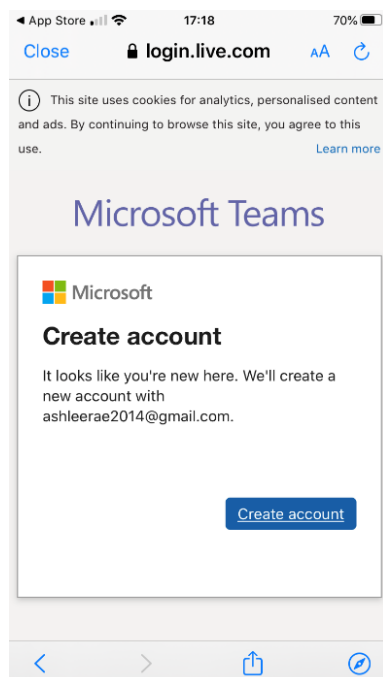 App Store 17:18 70%
Close login.live.com AA
This site uses cookies for analytics, personalised content
and ads. By continuing to browse this site, you agree to this
use. Learn more
Microsoft Teams
Microsoft
Create account
It looks like you're new here. We'll create a
new account with
ashleerae2014@gmail.com.
Create account